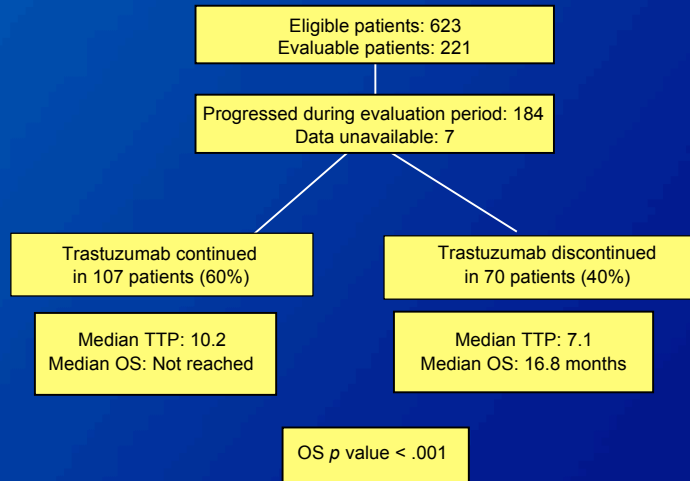 Eligible patients: 623
Evaluable patients: 221
Progressed during evaluation period: 184
Data unavailable: 7
Trastuzumab continued
in 107 patients (60%)
Trastuzumab discontinued
in 70 patients (40%)
Median TTP: 10.2
Median OS: Not reached
Median TTP: 7.1
Median OS: 16.8 months
OS p value < .001